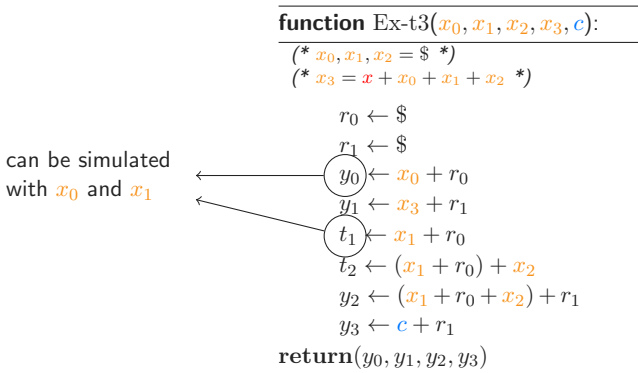 function Ex-t3(x₀, x₁, x₂, x₃, c):
(* x₀, x₁, x₂ = $ *)
(* x₃ = x + x₀ + x₁ + x₂ *)
r₀ ← $
r₁ ← $
can be simulated
with x₀ and x₁
y₀ ← x₀ + r₀
y₁ ← x₃ + r₁
t₁ ← x₁ + r₀
t₂ ← (x₁ + r₀) + x₂
y₂ ← (x₁ + r₀ + x₂) + r₁
y₃ ← c + r₁
return(y₀, y₁, y₂, y₃)